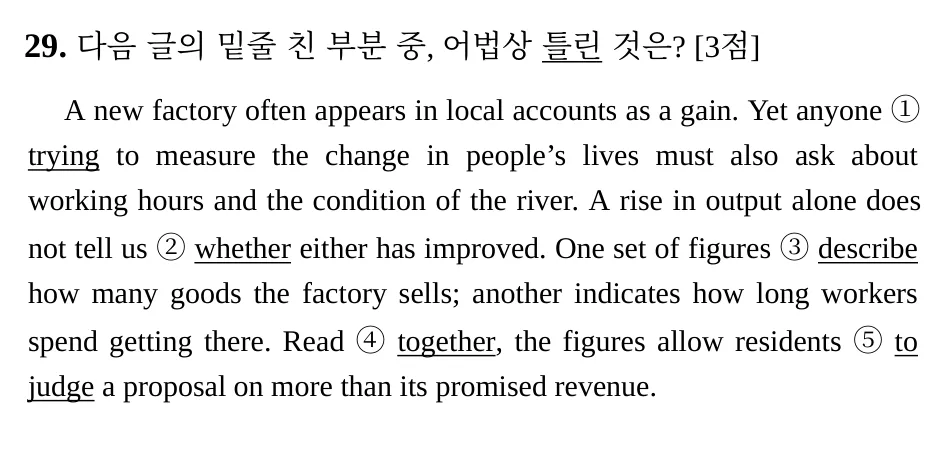 29. 다음 글의 밑줄 친 부분 중, 어법상 틀린 것은? [3점]
A new factory often appears in local accounts as a gain. Yet anyone ①
trying to measure the change in people’s lives must also ask about
working hours and the condition of the river. A rise in output alone does
not tell us ② whether either has improved. One set of figures ③ describe
how many goods the factory sells; another indicates how long workers
spend getting there. Read ④ together, the figures allow residents ⑤ to
judge a proposal on more than its promised revenue.